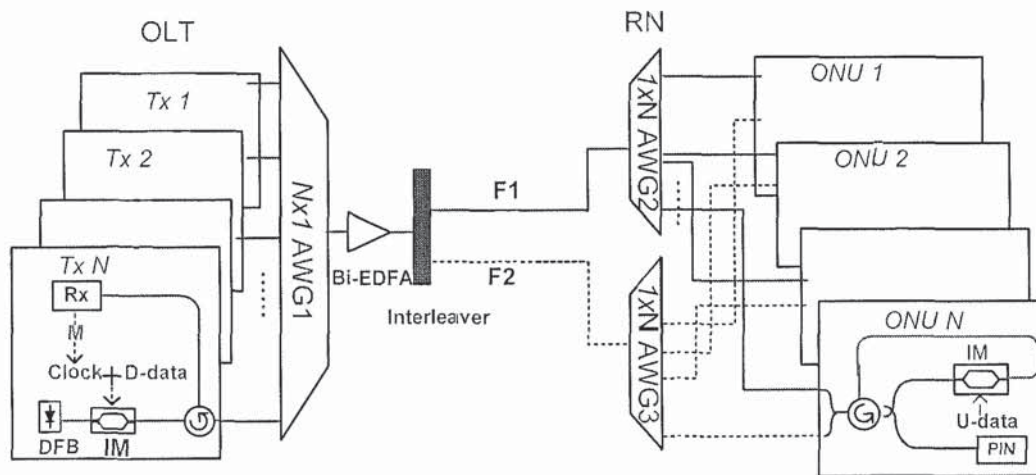 OLT
RN
Tx 1
Tx 2
Tx N
Rx
M
Clock+D-data
DFB
IM
Nx1 AWG1
Bi-EDFA
Interleaver
F1
F2
1xN AWG2
1xN AWG3
ONU 1
ONU 2
ONU N
IM
U-data
PIN